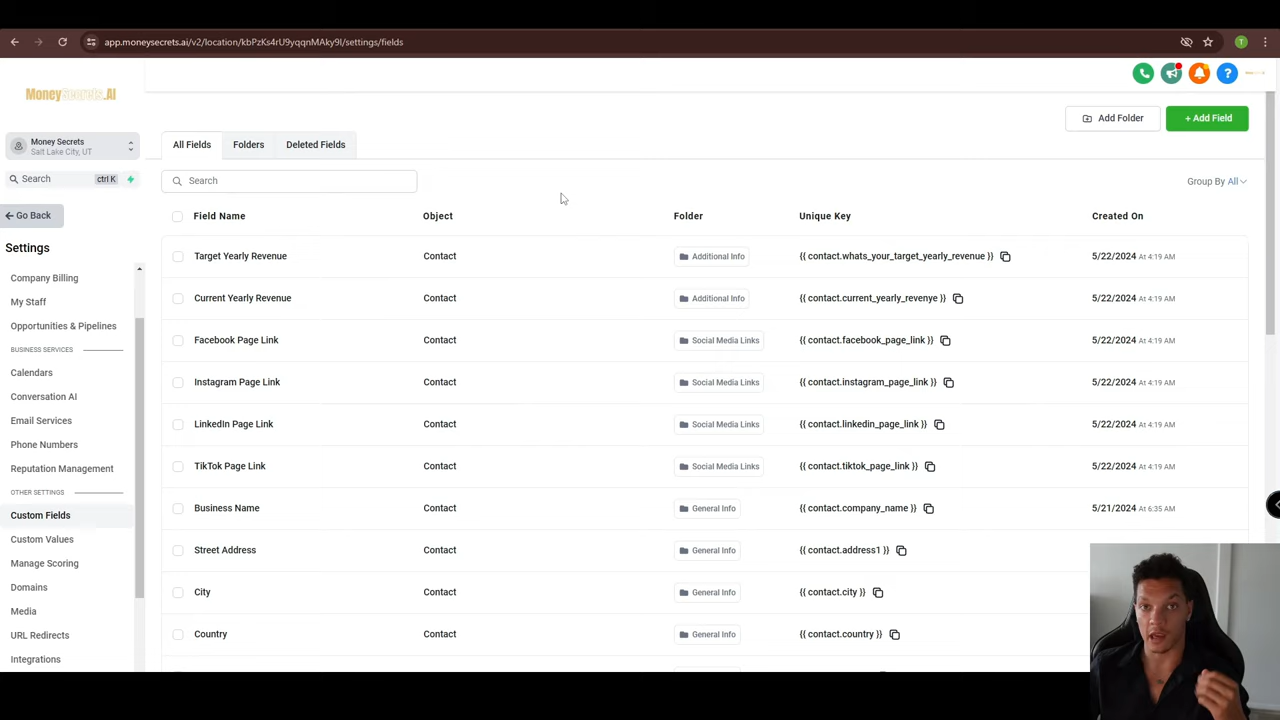 app.moneysecrets.ai/v2/location/kbPzKs4rU9yqqnMAky9I/settings/fields
T
MoneySecrets.AI
?
Money Secrets
Salt Lake City, UT
Search ctrl K
Go Back
Settings
Company Billing
My Staff
Opportunities & Pipelines
BUSINESS SERVICES
Calendars
Conversation AI
Email Services
Phone Numbers
Reputation Management
OTHER SETTINGS
Custom Fields
Custom Values
Manage Scoring
Domains
Media
URL Redirects
Integrations
Add Folder
+ Add Field
All Fields Folders Deleted Fields
Search
Group By All
Field Name Object Folder Unique Key Created On
Target Yearly Revenue Contact Additional Info {{ contact.whats_your_target_yearly_revenue }} 5/22/2024 At 4:19 AM
Current Yearly Revenue Contact Additional Info {{ contact.current_yearly_revenye }} 5/22/2024 At 4:19 AM
Facebook Page Link Contact Social Media Links {{ contact.facebook_page_link }} 5/22/2024 At 4:19 AM
Instagram Page Link Contact Social Media Links {{ contact.instagram_page_link }} 5/22/2024 At 4:19 AM
LinkedIn Page Link Contact Social Media Links {{ contact.linkedin_page_link }} 5/22/2024 At 4:19 AM
TikTok Page Link Contact Social Media Links {{ contact.tiktok_page_link }} 5/22/2024 At 4:19 AM
Business Name Contact General Info {{ contact.company_name }} 5/21/2024 At 6:35 AM
Street Address Contact General Info {{ contact.address1 }}
City Contact General Info {{ contact.city }}
Country Contact General Info {{ contact.country }}